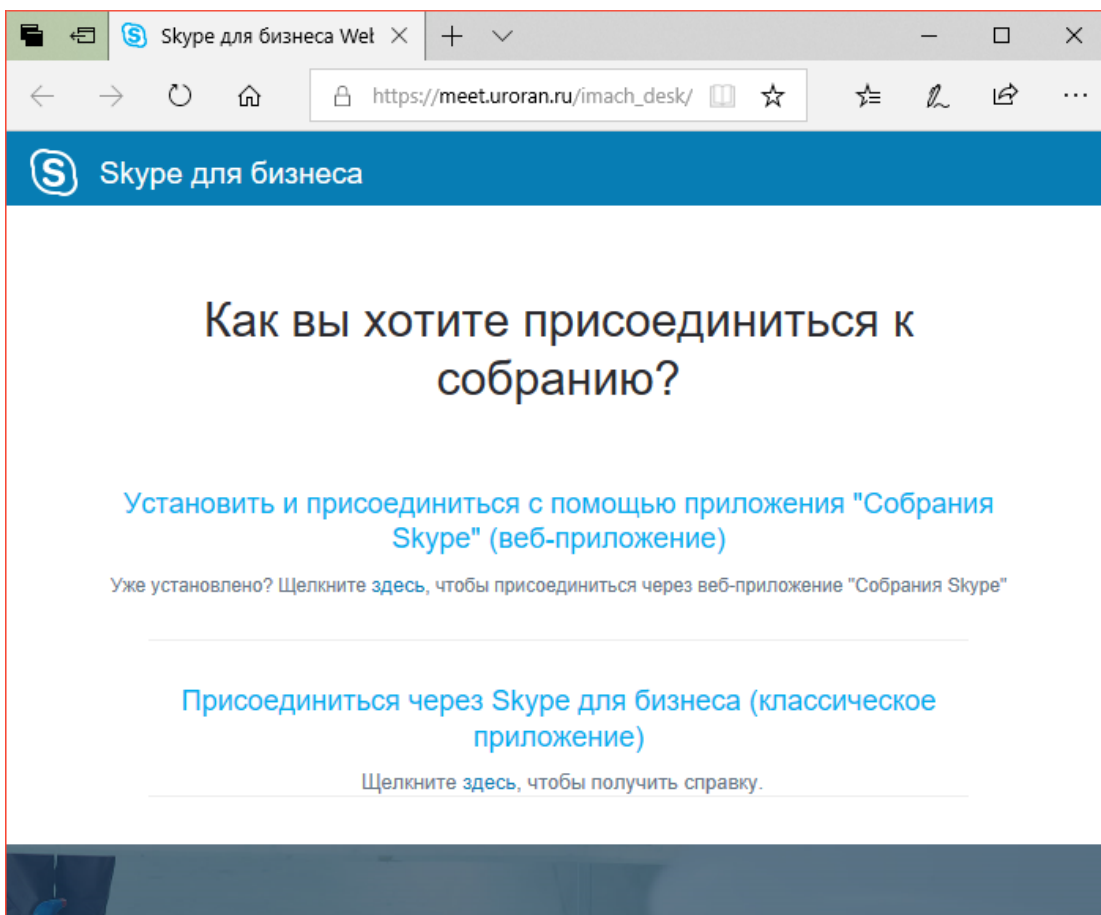 Skype для бизнеса Web
https://meet.uroran.ru/imach_desk/
Skype для бизнеса
Как вы хотите присоединиться к
собранию?
Установить и присоединиться с помощью приложения "Собрания
Skype" (веб-приложение)
Уже установлено? Щелкните здесь, чтобы присоединиться через веб-приложение "Собрания Skype"
Присоединиться через Skype для бизнеса (классическое
приложение)
Щелкните здесь, чтобы получить справку.